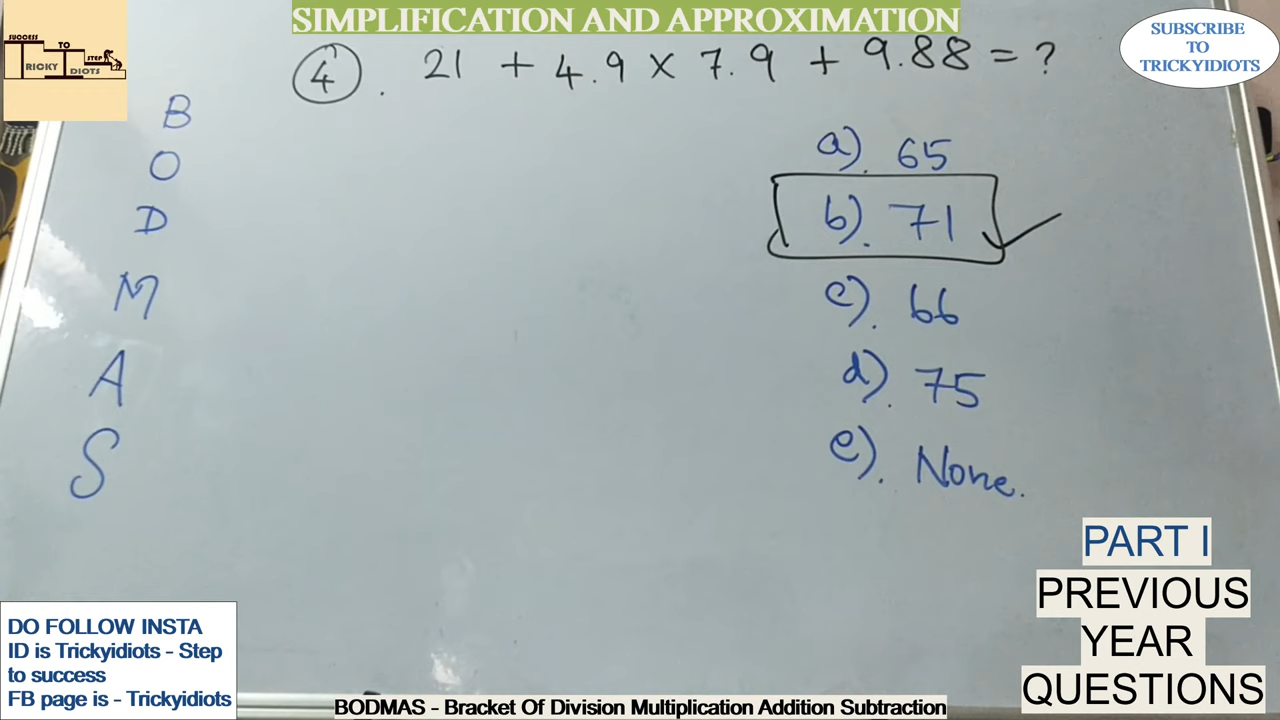 SIMPLIFICATION AND APPROXIMATION
SUCCESS
TO
STEP
TRICKY IDIOTS
SUBSCRIBE
TO
TRICKYIDIOTS
4. 21 + 4.9 × 7.9 + 9.88 = ?
B
O
D
M
A
S
a). 65
b). 71
c). 66
d). 75
e). None.
PART I
PREVIOUS
YEAR
QUESTIONS
DO FOLLOW INSTA
ID is Trickyidiots - Step
to success
FB page is - Trickyidiots
BODMAS - Bracket Of Division Multiplication Addition Subtraction